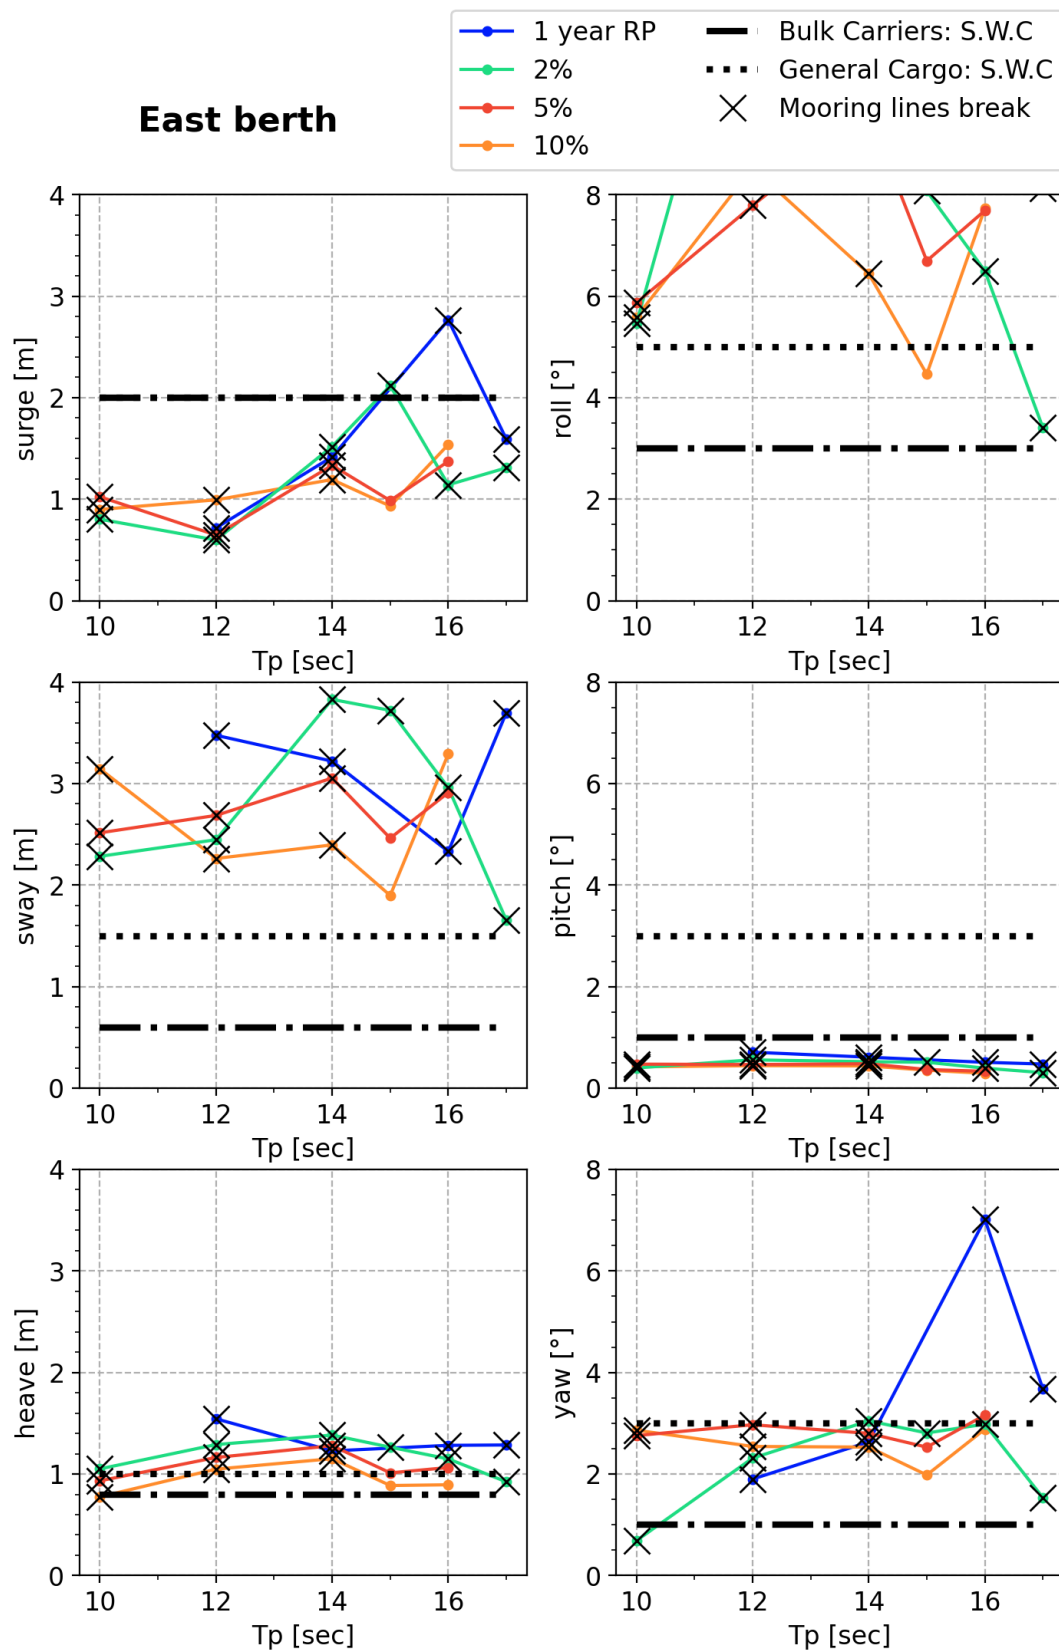 East berth
1 year RP
2%
5%
10%
Bulk Carriers: S.W.C
General Cargo: S.W.C
Mooring lines break
surge [m]
4
3
2
1
0
10 12 14 16
Tp [sec]
roll [°]
8
6
4
2
0
10 12 14 16
Tp [sec]
sway [m]
4
3
2
1
0
10 12 14 16
Tp [sec]
pitch [°]
8
6
4
2
0
10 12 14 16
Tp [sec]
heave [m]
4
3
2
1
0
10 12 14 16
Tp [sec]
yaw [°]
8
6
4
2
0
10 12 14 16
Tp [sec]